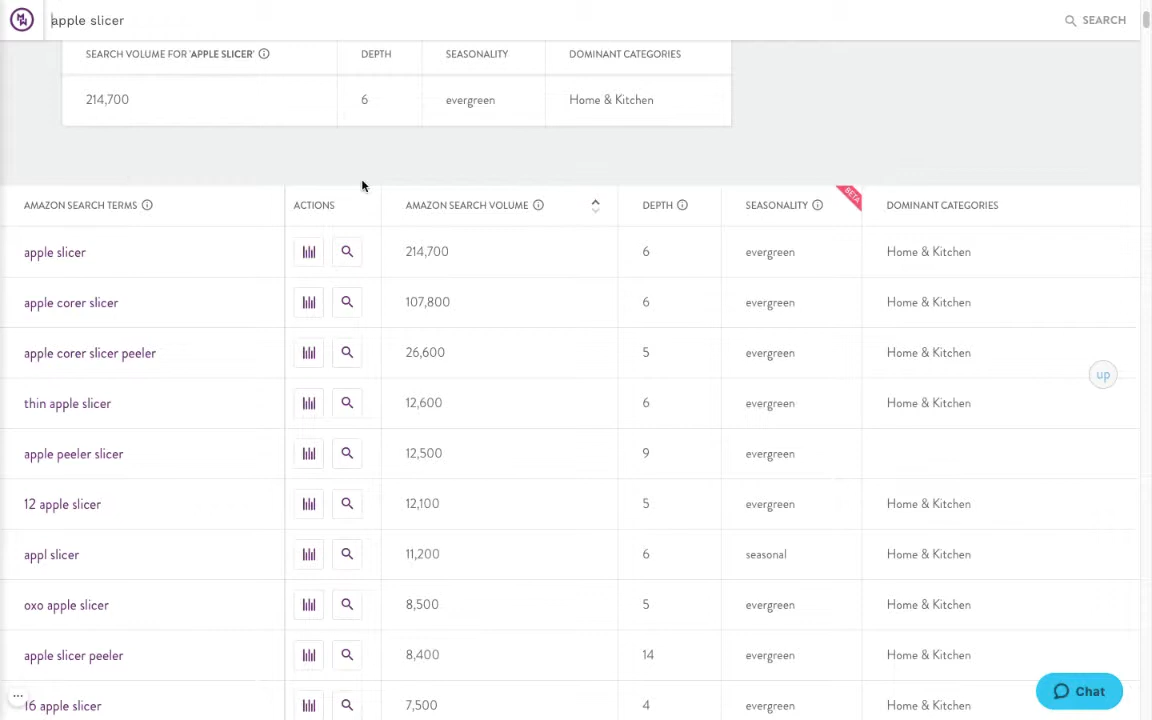 MW apple slicer SEARCH
SEARCH VOLUME FOR 'APPLE SLICER' DEPTH SEASONALITY DOMINANT CATEGORIES
214,700 6 evergreen Home & Kitchen
AMAZON SEARCH TERMS ACTIONS AMAZON SEARCH VOLUME DEPTH SEASONALITY BETA DOMINANT CATEGORIES
apple slicer 214,700 6 evergreen Home & Kitchen
apple corer slicer 107,800 6 evergreen Home & Kitchen
apple corer slicer peeler 26,600 5 evergreen Home & Kitchen
up
thin apple slicer 12,600 6 evergreen Home & Kitchen
apple peeler slicer 12,500 9 evergreen
12 apple slicer 12,100 5 evergreen Home & Kitchen
appl slicer 11,200 6 seasonal Home & Kitchen
oxo apple slicer 8,500 5 evergreen Home & Kitchen
apple slicer peeler 8,400 14 evergreen Home & Kitchen
... Chat
16 apple slicer 7,500 4 evergreen Home & Kitchen